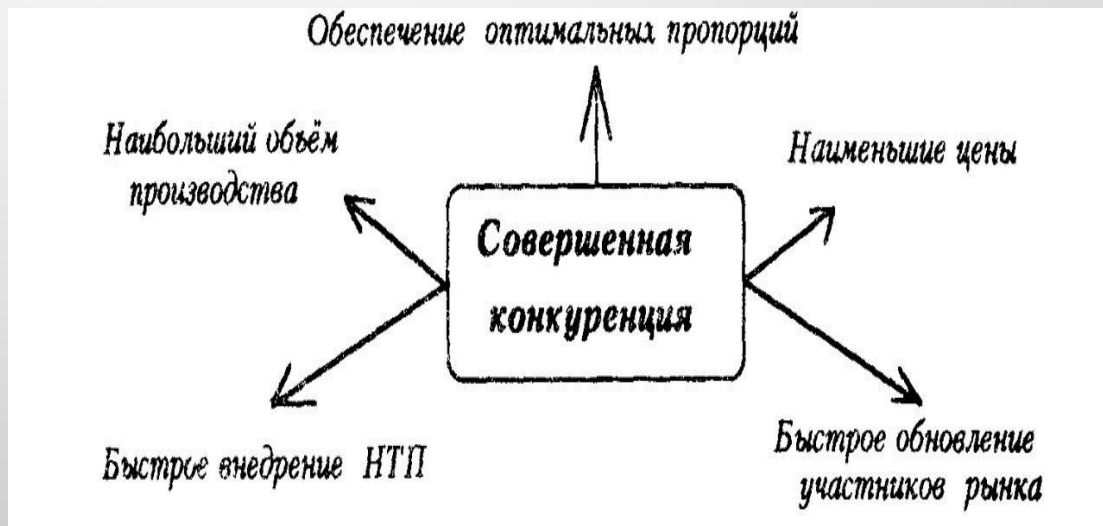 Обеспечение оптимальных пропорций
Наибольший объём
производства
Наименьшие цены
Совершенная
конкуренция
Быстрое внедрение НТП
Быстрое обновление
участников рынка